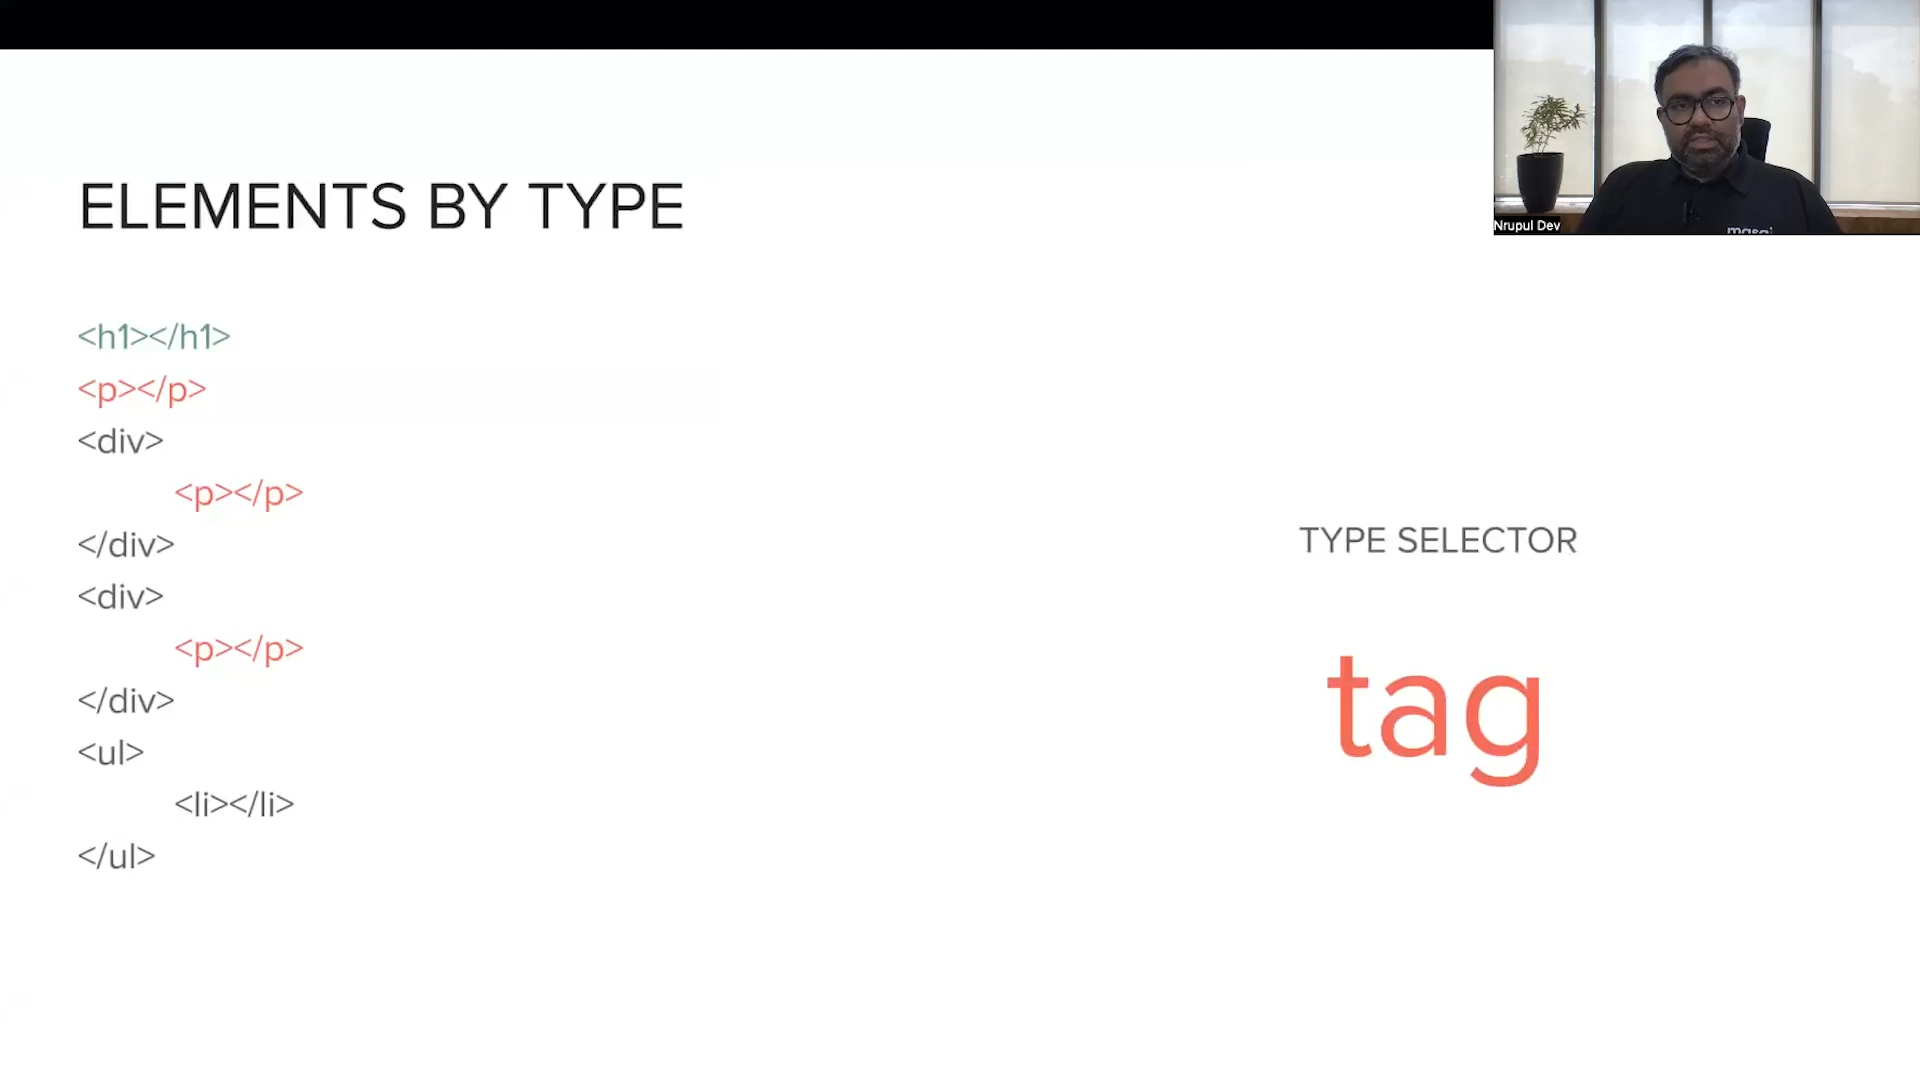 ELEMENTS BY TYPE
<h1></h1>
<p></p>
<div>
<p></p>
</div>
<div>
<p></p>
</div>
<ul>
<li></li>
</ul>
TYPE SELECTOR
tag
Nrupul Dev